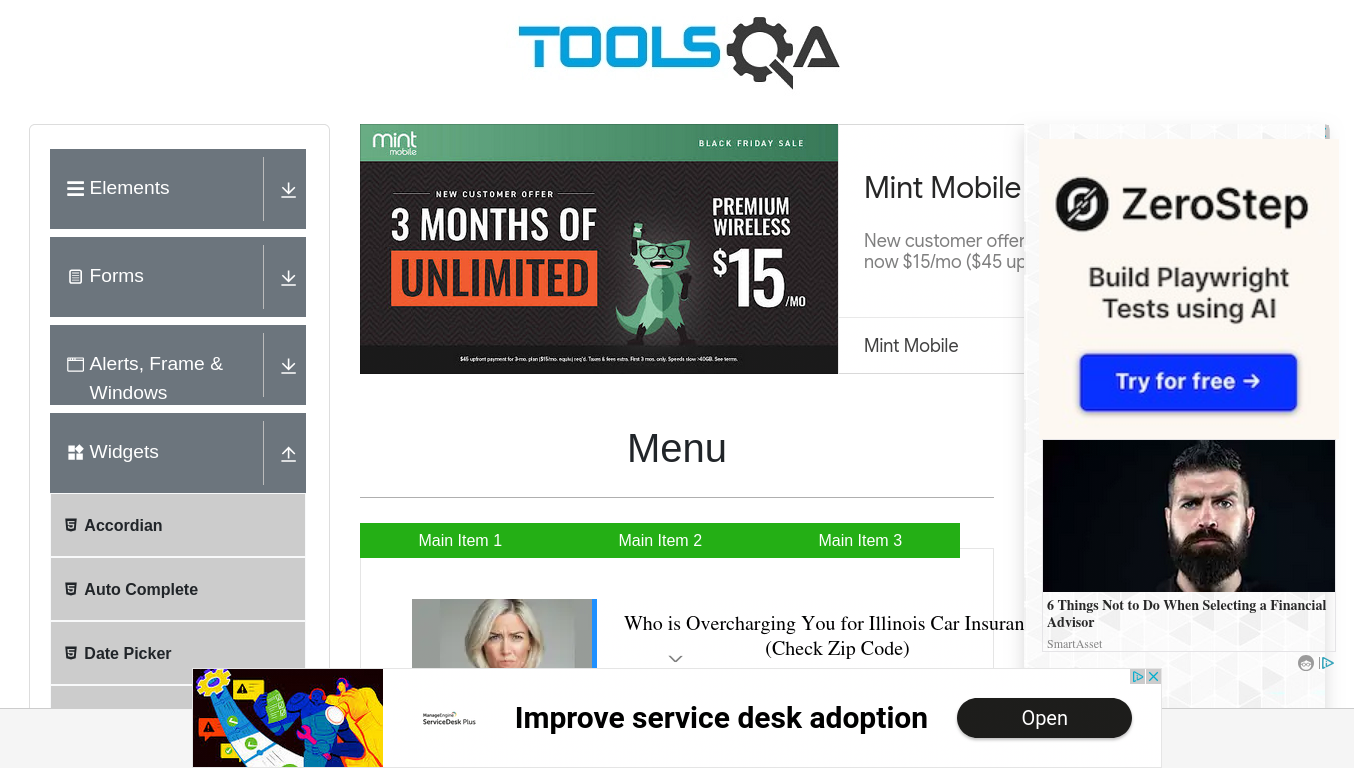 TOOLSQA
Elements
Forms
Alerts, Frame &
Windows
Widgets
Accordian
Auto Complete
Date Picker
mint
mobile
BLACK FRIDAY SALE
NEW CUSTOMER OFFER
3 MONTHS OF
UNLIMITED
PREMIUM
WIRELESS
$15/MO
$45 upfront payment for 3-mo. plan ($15/mo. equiv.) req'd. Taxes & fees extra. First 3 mos. only. Speeds slow >40GB. See terms.
Mint Mobile
New customer offer
now $15/mo ($45 up
Mint Mobile
Menu
Main Item 1
Main Item 2
Main Item 3
Who is Overcharging You for Illinois Car Insuran
(Check Zip Code)
ZeroStep
Build Playwright
Tests using AI
Try for free →
6 Things Not to Do When Selecting a Financial
Advisor
SmartAsset
ManageEngine
ServiceDesk Plus
Improve service desk adoption
Open